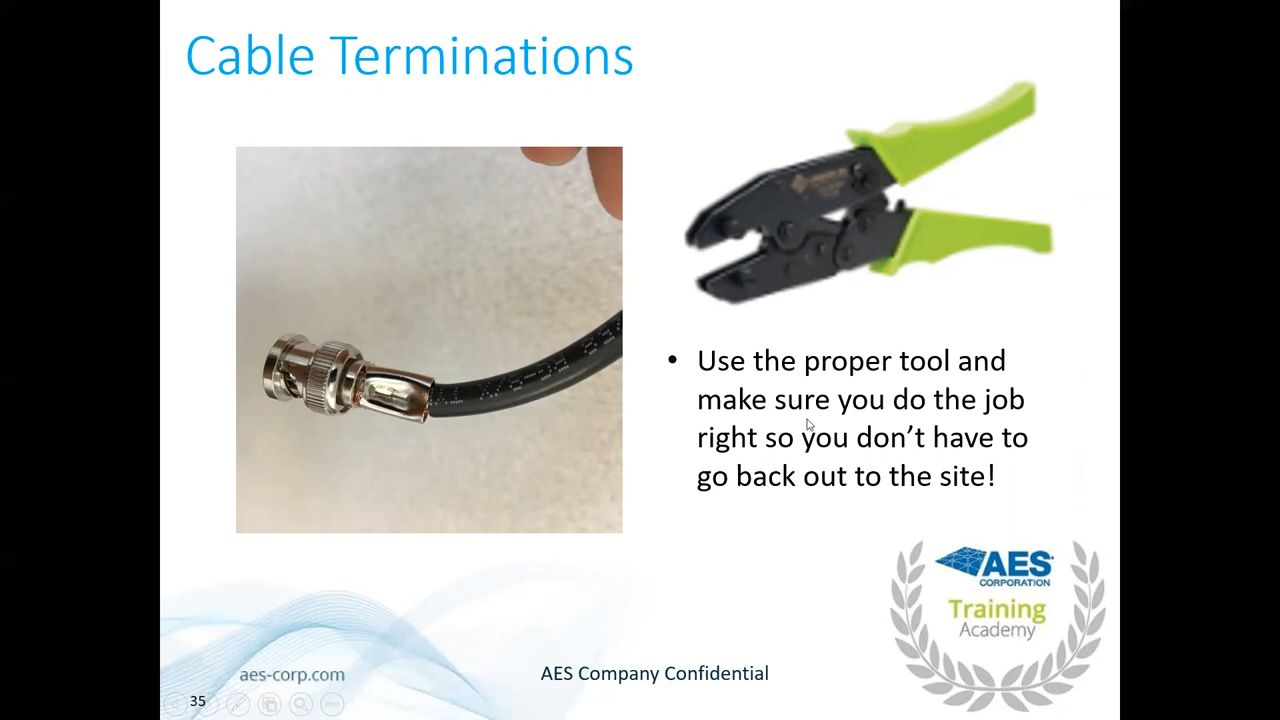 Cable Terminations
• Use the proper tool and
make sure you do the job
right so you don’t have to
go back out to the site!
AES
CORPORATION
Training
Academy
aes-corp.com
AES Company Confidential
35